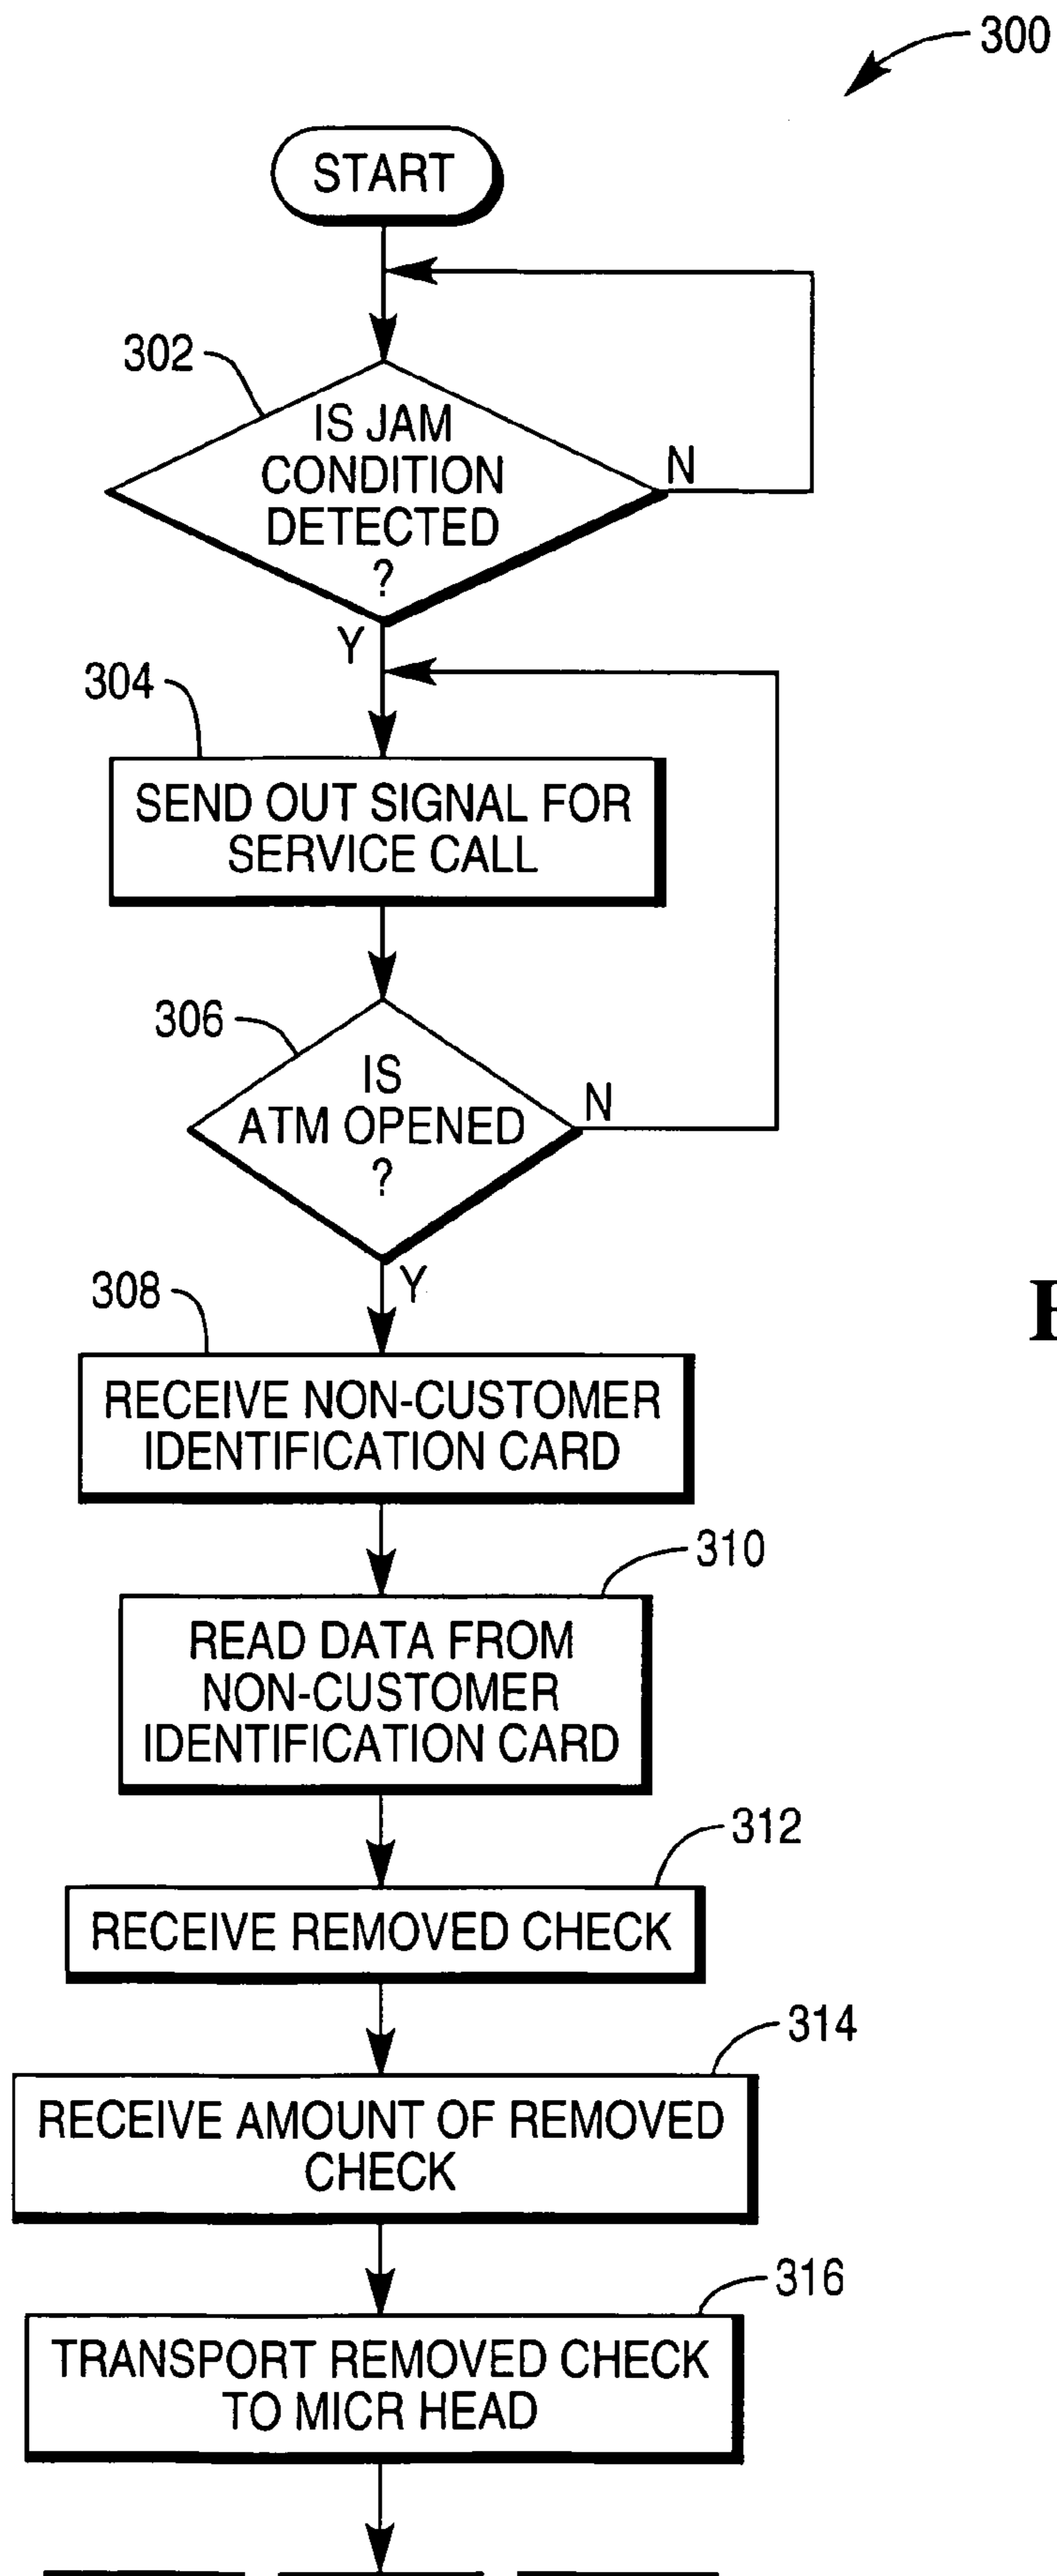 300
START
302
IS JAM
CONDITION
DETECTED
?
N
Y
304
SEND OUT SIGNAL FOR
SERVICE CALL
306
IS
ATM OPENED
?
N
Y
308
RECEIVE NON-CUSTOMER
IDENTIFICATION CARD
310
READ DATA FROM
NON-CUSTOMER
IDENTIFICATION CARD
312
RECEIVE REMOVED CHECK
314
RECEIVE AMOUNT OF REMOVED
CHECK
316
TRANSPORT REMOVED CHECK
TO MICR HEAD